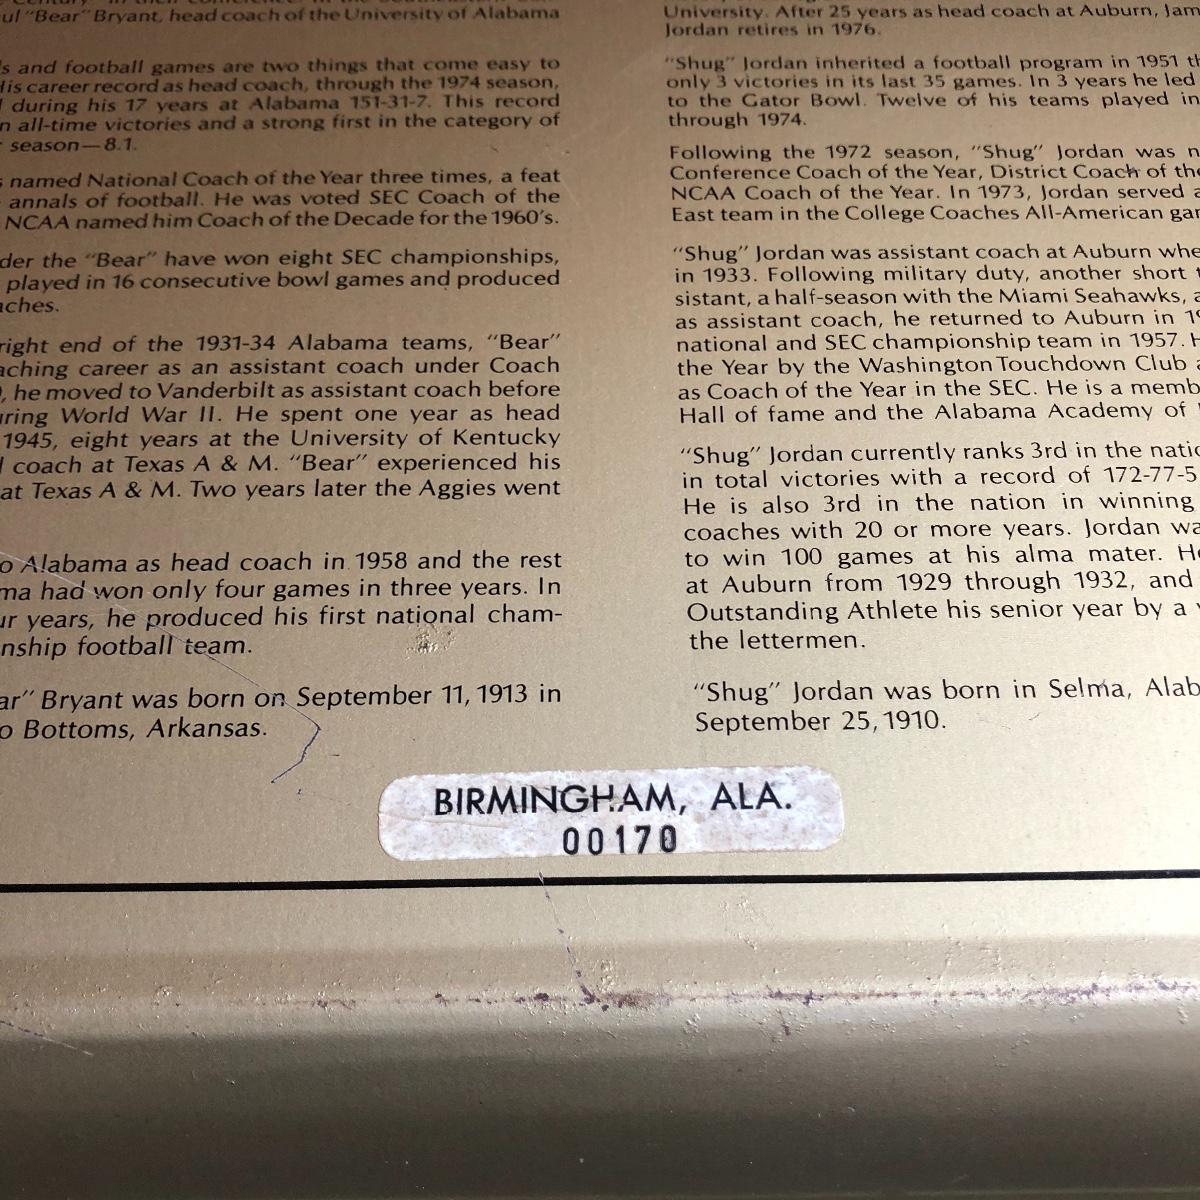 ul "Bear" Bryant, head coach of the University of Alabama
s and football games are two things that come easy to
His career record as head coach, through the 1974 season,
during his 17 years at Alabama 151-31-7. This record
n all-time victories and a strong first in the category of
season—8.1.
named National Coach of the Year three times, a feat
annals of football. He was voted SEC Coach of the
NCAA named him Coach of the Decade for the 1960's.
der the "Bear" have won eight SEC championships,
played in 16 consecutive bowl games and produced
aches.
right end of the 1931-34 Alabama teams, "Bear"
aching career as an assistant coach under Coach
, he moved to Vanderbilt as assistant coach before
uring World War II. He spent one year as head
1945, eight years at the University of Kentucky
d coach at Texas A & M. "Bear" experienced his
at Texas A & M. Two years later the Aggies went
o Alabama as head coach in 1958 and the rest
ma had won only four games in three years. In
ur years, he produced his first national cham-
nship football team.
ar" Bryant was born on September 11, 1913 in
o Bottoms, Arkansas.
University. After 25 years as head coach at Auburn, Jam
Jordan retires in 1976.
"Shug" Jordan inherited a football program in 1951 th
only 3 victories in its last 35 games. In 3 years he led
to the Gator Bowl. Twelve of his teams played in
through 1974.
Following the 1972 season, "Shug" Jordan was n
Conference Coach of the Year, District Coach of the
NCAA Coach of the Year. In 1973, Jordan served a
East team in the College Coaches All-American gam
"Shug" Jordan was assistant coach at Auburn whe
in 1933. Following military duty, another short t
sistant, a half-season with the Miami Seahawks, a
as assistant coach, he returned to Auburn in 19
national and SEC championship team in 1957. H
the Year by the Washington Touchdown Club a
as Coach of the Year in the SEC. He is a memb
Hall of fame and the Alabama Academy of
"Shug" Jordan currently ranks 3rd in the natio
in total victories with a record of 172-77-5
He is also 3rd in the nation in winning
coaches with 20 or more years. Jordan wa
to win 100 games at his alma mater. He
at Auburn from 1929 through 1932, and
Outstanding Athlete his senior year by a v
the lettermen.
"Shug" Jordan was born in Selma, Alab
September 25, 1910.
BIRMINGHAM, ALA.
00170